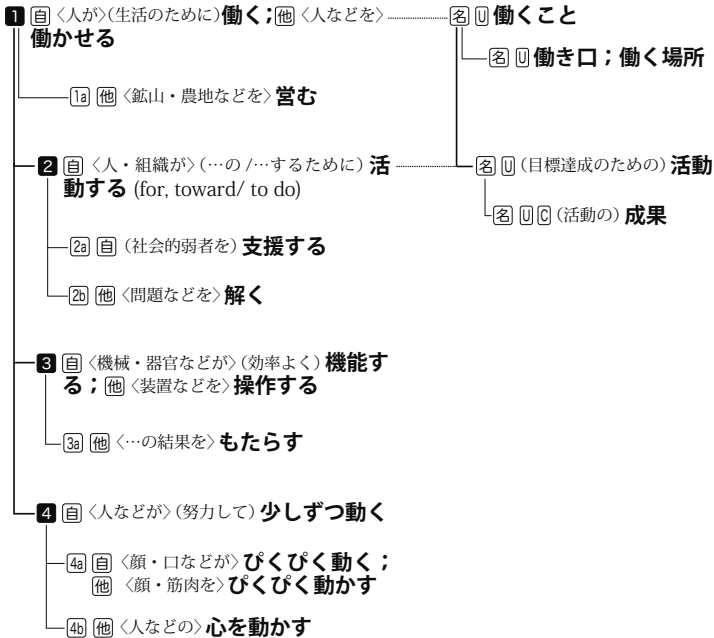 1 自〈人が〉(生活のために)働く;他〈人などを〉
働かせる
名 U 働くこと
名 U 働き口；働く場所
1a 他〈鉱山・農地などを〉営む
2 自〈人・組織が〉(…の/…するために) 活
動する (for, toward/ to do)
名 U (目標達成のための) 活動
名 U C (活動の) 成果
2a 自 (社会的弱者を) 支援する
2b 他〈問題などを〉解く
3 自〈機械・器官などが〉(効率よく) 機能す
る；他〈装置などを〉操作する
3a 他〈…の結果を〉もたらす
4 自〈人などが〉(努力して) 少しずつ動く
4a 自〈顔・口などが〉ぴくぴく動く；
他〈顔・筋肉を〉ぴくぴく動かす
4b 他〈人などの〉心を動かす